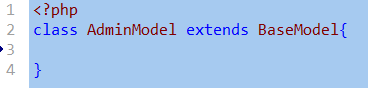 1 <?php
2 class AdminModel extends BaseModel{
3
4 }